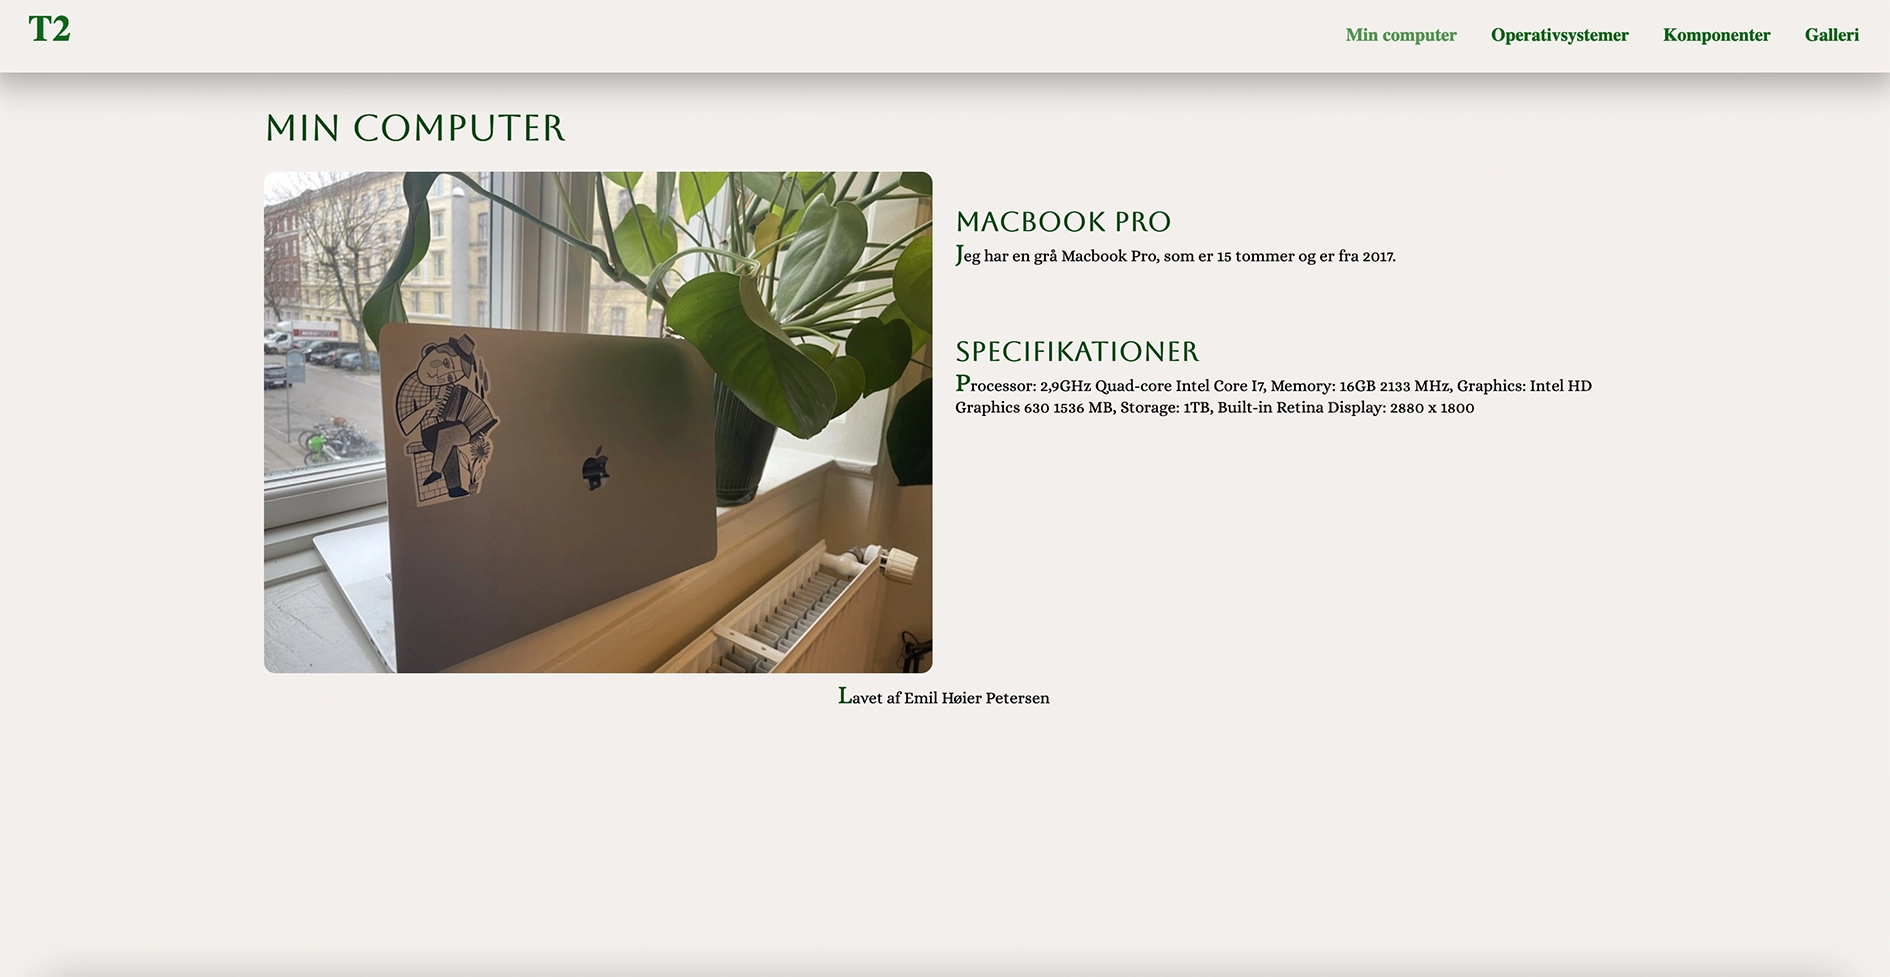 T2
Min computer Operativsystemer Komponenter Galleri
MIN COMPUTER
MACBOOK PRO
Jeg har en grå Macbook Pro, som er 15 tommer og er fra 2017.
SPECIFIKATIONER
Processor: 2,9GHz Quad-core Intel Core I7, Memory: 16GB 2133 MHz, Graphics: Intel HD
Graphics 630 1536 MB, Storage: 1TB, Built-in Retina Display: 2880 x 1800
Lavet af Emil Høier Petersen